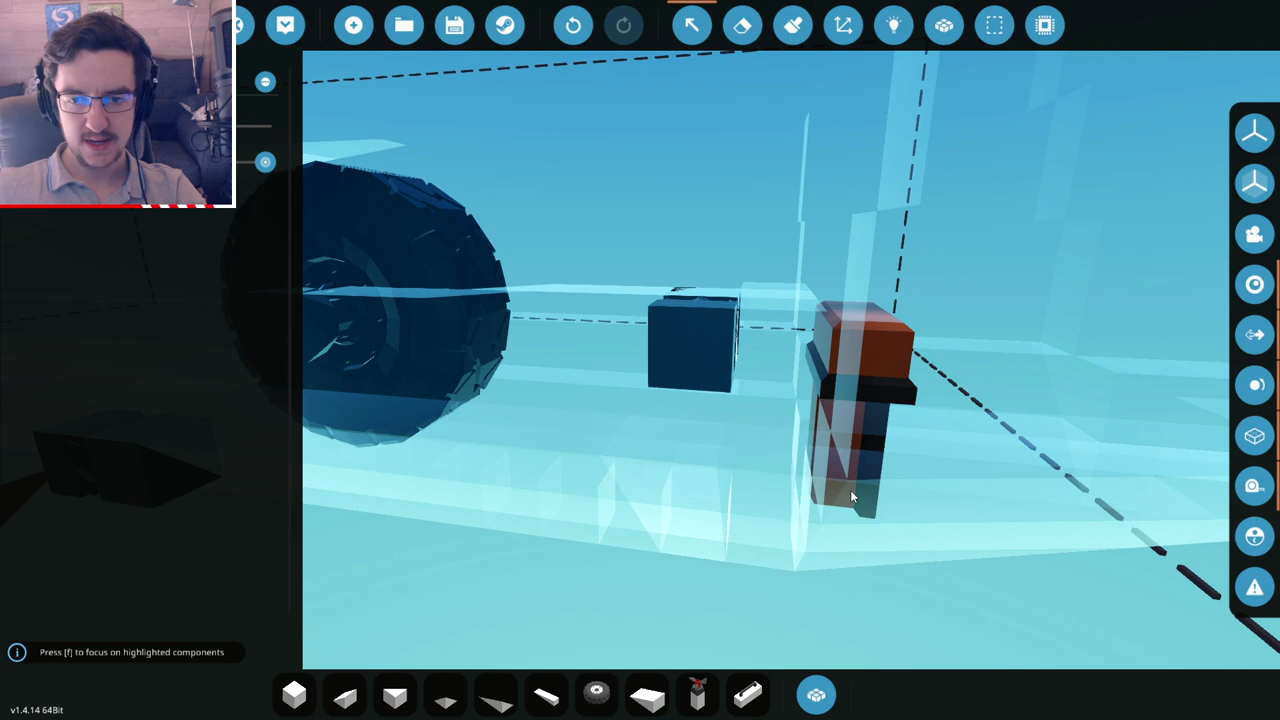 Press [f] to focus on highlighted components
v1.4.14 64Bit